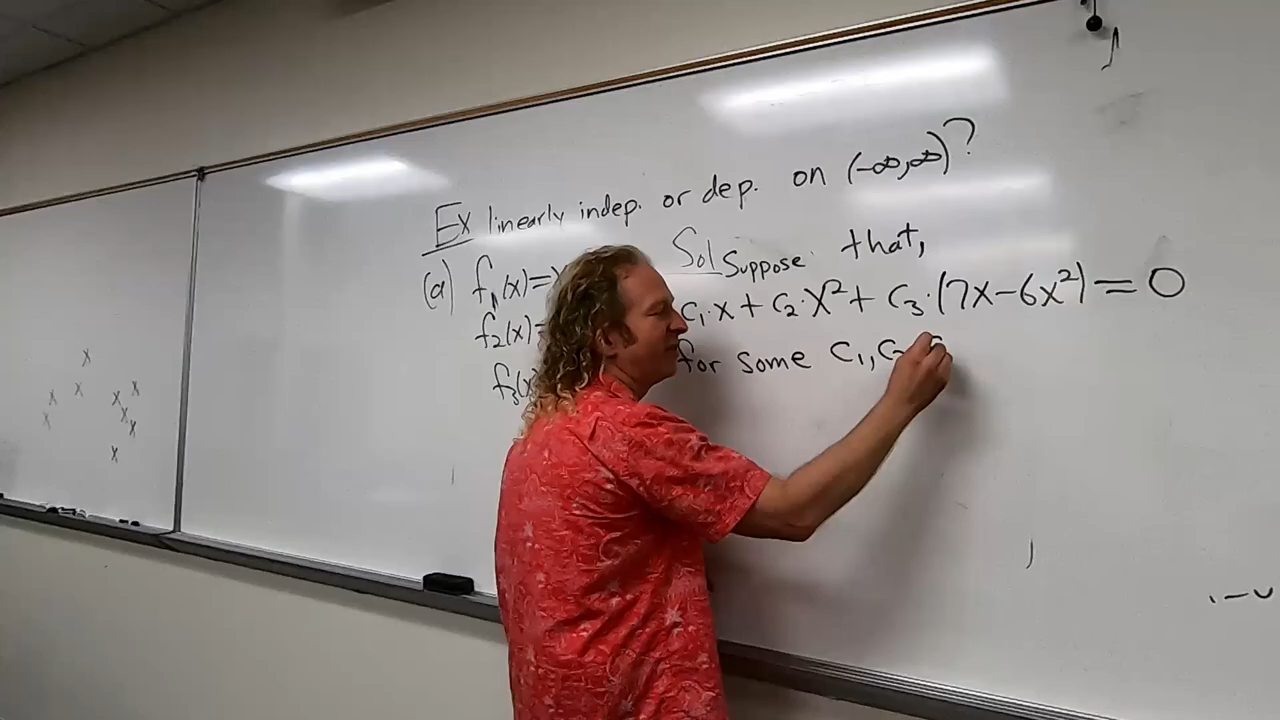 Ex linearly indep. or dep. on (-∞,∞)?
(a) f₁(x)=
f₂(x)=
f₃(x
Sol Suppose that,
c₁·x + c₂·x² + c₃·(7x-6x²) = 0
for some c₁,c₂